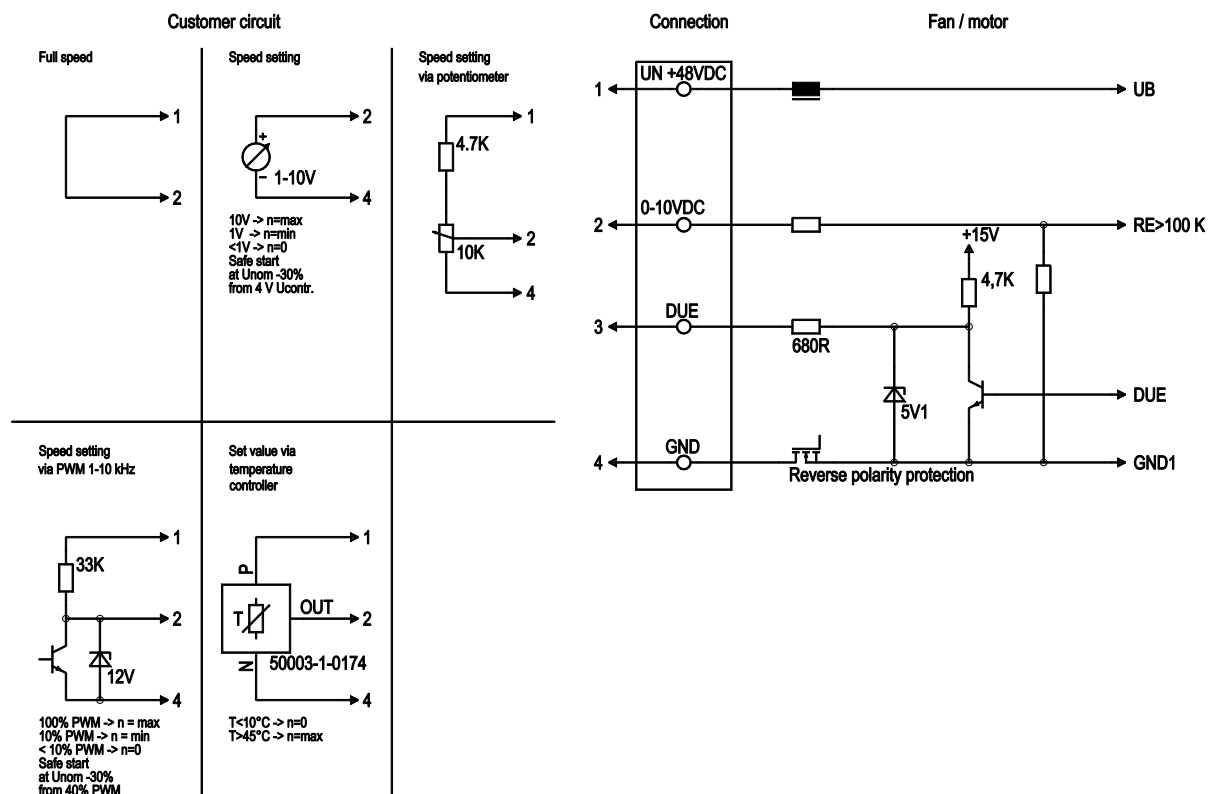 Customer circuit
Connection
Fan / motor
Full speed
1
2
Speed setting
2
+
−
1-10V
4
10V -> n=max
1V -> n=min
<1V -> n=0
Safe start
at Unom -30%
from 4 V Ucontr.
Speed setting
via potentiometer
1
4.7K
2
10K
4
Speed setting
via PWM 1-10 kHz
1
33K
2
12V
4
100% PWM -> n = max
10% PWM -> n = min
< 10% PWM -> n=0
Safe start
at Unom -30%
from 40% PWM
Set value via
temperature
controller
1
P
T
OUT
2
N
50003-1-0174
4
T<10°C -> n=0
T>45°C -> n=max
UN +48VDC
1
UB
0-10VDC
2
RE>100 K
+15V
4,7K
DUE
3
680R
5V1
DUE
GND
4
GND1
Reverse polarity protection